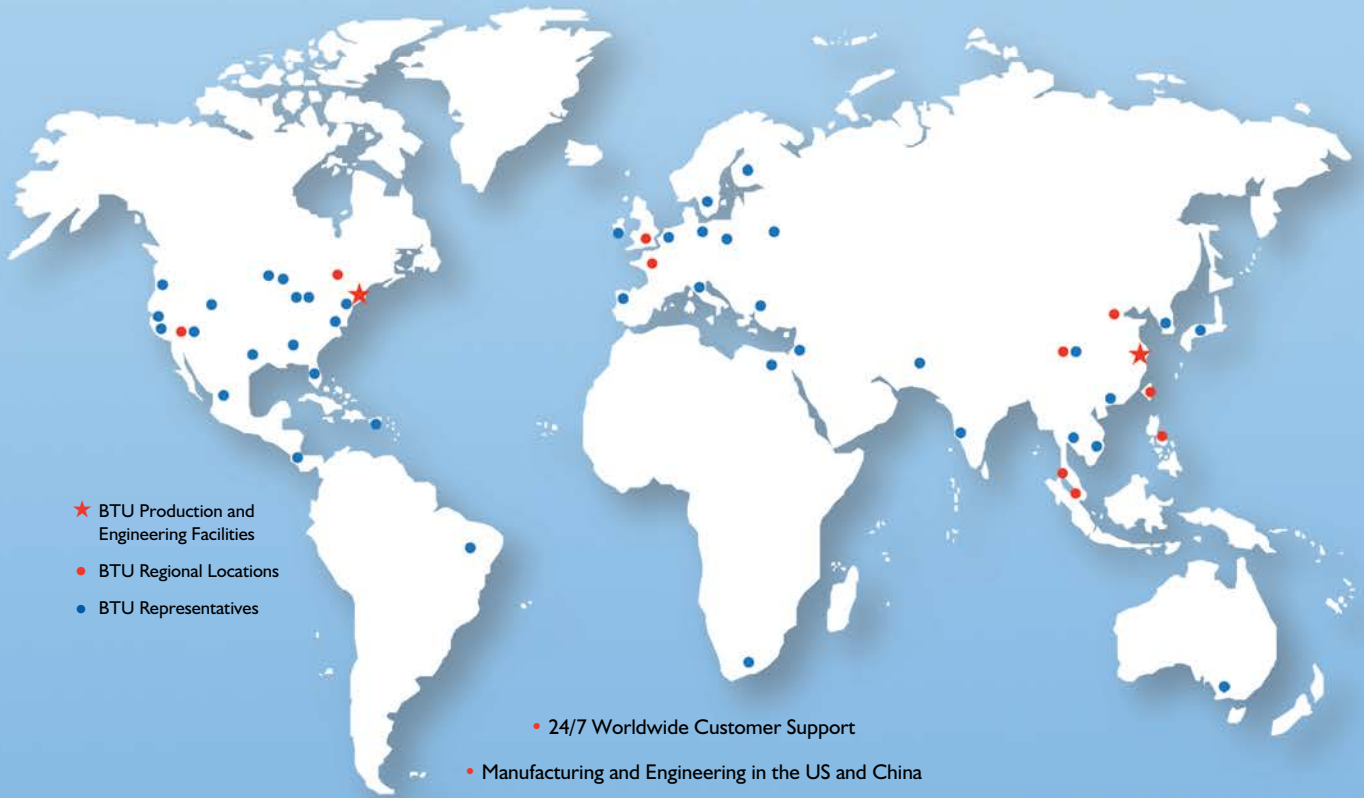 BTU Production and
Engineering Facilities
BTU Regional Locations
BTU Representatives
• 24/7 Worldwide Customer Support
• Manufacturing and Engineering in the US and China